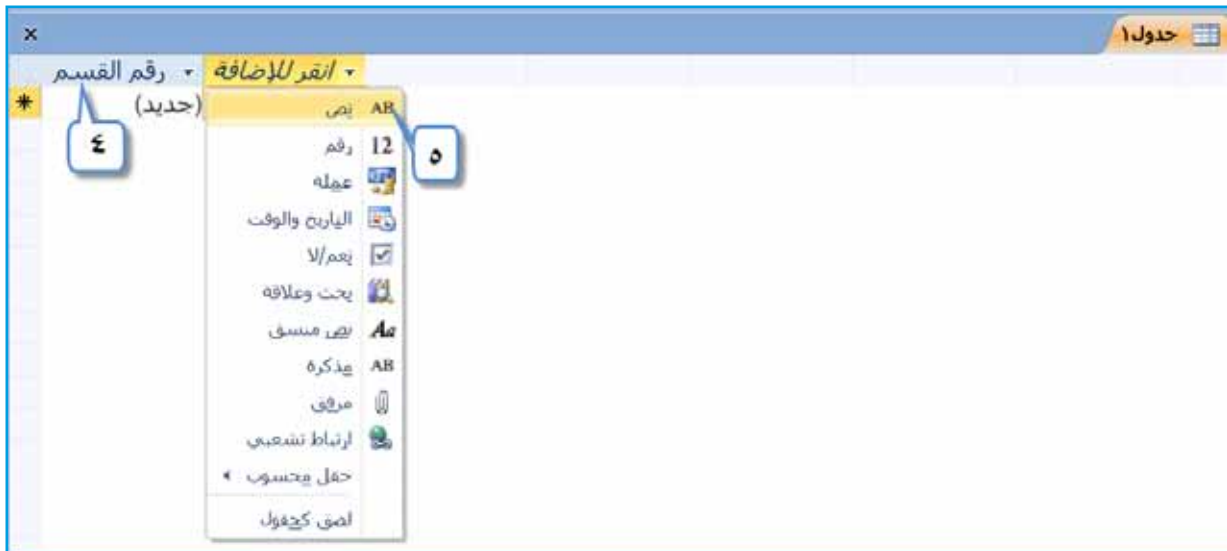 جدول١
رقم القسم
انقر للإضافة
(جديد)
٤
٥
AB نص
12 رقم
عملة
التاريخ والوقت
نعم/لا
بحث وعلاقة
Aa نص منسق
AB مذكرة
مرفق
ارتباط تشعبي
حقل محسوب
لصق كحقول